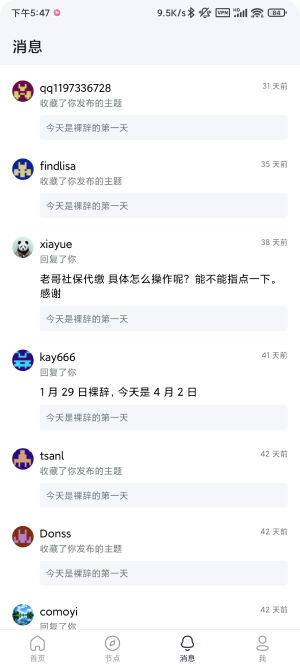 下午5:47
9.5K/s
VPN
HD
84
消息
qq1197336728
31 天前
收藏了你发布的主题
今天是裸辞的第一天
findlisa
35 天前
收藏了你发布的主题
今天是裸辞的第一天
xiayue
38 天前
回复了你
老哥社保代缴 具体怎么操作呢？能不能指点一下。
感谢
今天是裸辞的第一天
kay666
41 天前
回复了你
1 月 29 日裸辞, 今天是 4 月 2 日
今天是裸辞的第一天
tsanl
42 天前
收藏了你发布的主题
今天是裸辞的第一天
Donss
42 天前
收藏了你发布的主题
今天是裸辞的第一天
comoyi
42 天前
回复了你
首页
节点
消息
我